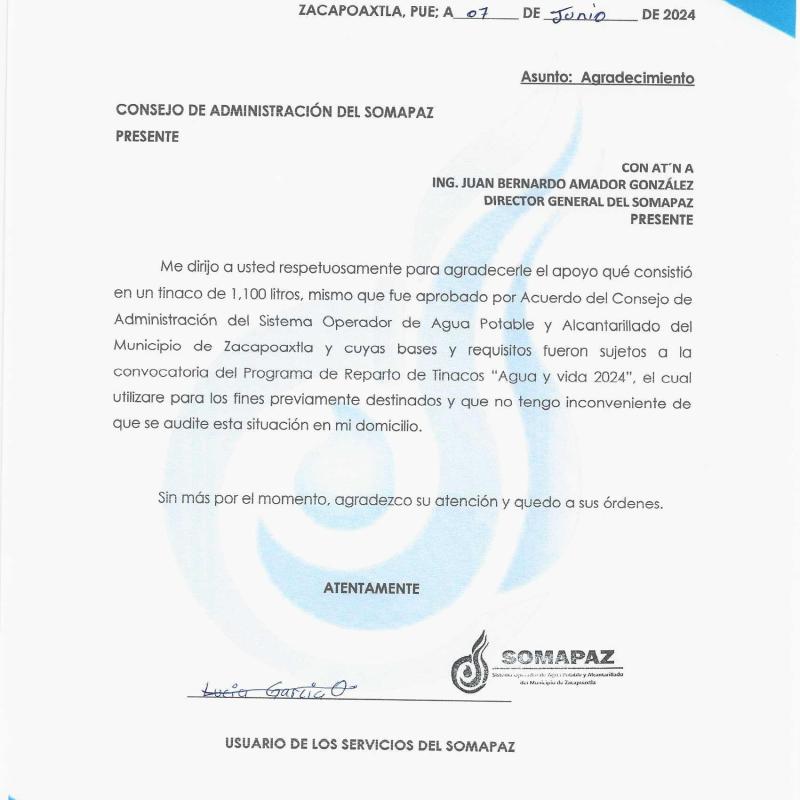 ZACAPOAXTLA, PUE; A 07 DE Junio DE 2024
Asunto: Agradecimiento
CONSEJO DE ADMINISTRACIÓN DEL SOMAPAZ
PRESENTE
CON AT´N A
ING. JUAN BERNARDO AMADOR GONZÁLEZ
DIRECTOR GENERAL DEL SOMAPAZ
PRESENTE
Me dirijo a usted respetuosamente para agradecerle el apoyo qué consistió
en un tinaco de 1,100 litros, mismo que fue aprobado por Acuerdo del Consejo de
Administración del Sistema Operador de Agua Potable y Alcantarillado del
Municipio de Zacapoaxtla y cuyas bases y requisitos fueron sujetos a la
convocatoria del Programa de Reparto de Tinacos “Agua y vida 2024”, el cual
utilizare para los fines previamente destinados y que no tengo inconveniente de
que se audite esta situación en mi domicilio.
Sin más por el momento, agradezco su atención y quedo a sus órdenes.
ATENTAMENTE
SOMAPAZ
Sistema Operador de Agua Potable y Alcantarillado
del Municipio de Zacapoaxtla
Lucia Garcia O
USUARIO DE LOS SERVICIOS DEL SOMAPAZ